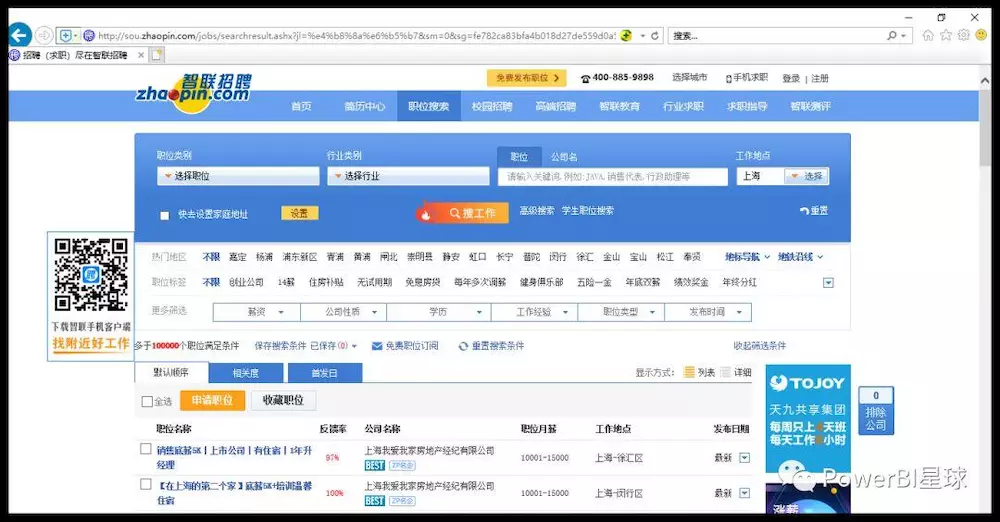 http://sou.zhaopin.com/jobs/searchresult.ashx?jl=%e4%b8%8a%e6%b5%b7&sm=0&sg=fe782ca83bfa4b018d27de559d0a5
搜索...
招聘（求职）尽在智联招聘
智联招聘
zhaopin.com
免费发布职位 >
400-885-9898
选择城市
手机求职
登录 | 注册
首页 简历中心 职位搜索 校园招聘 高端招聘 智联教育 行业求职 求职指导 智联测评
职位类别 行业类别 职位 公司名 工作地点
选择职位 选择行业 请输入关键词,例如:JAVA,销售代表,行政助理等 上海 选择
快去设置家庭地址 设置 搜工作 高级搜索 学生职位搜索 重置
热门地区 不限 嘉定 杨浦 浦东新区 青浦 黄浦 闸北 崇明县 静安 虹口 长宁 普陀 闵行 徐汇 金山 宝山 松江 奉贤 地标导航 地铁沿线
职位标签 不限 创业公司 14薪 住房补贴 无试用期 免息房贷 每年多次调薪 健身俱乐部 五险一金 年底双薪 绩效奖金 年终分红
更多筛选 薪资 公司性质 学历 工作经验 职位类型 发布时间
下载智联手机客户端
找附近好工作
多于100000个职位满足条件 保存搜索条件 已保存(0) 免费职位订阅 重置搜索条件 收起筛选条件
默认顺序 相关度 首发日 显示方式: 列表 详细
全选 申请职位 收藏职位
职位名称 反馈率 公司名称 职位月薪 工作地点 发布日期
销售底薪5K|上市公司|有住宿|1年升经理 97% 上海我爱我家房地产经纪有限公司 10001-15000 上海-徐汇区 最新
BEST ZP名企
【在上海的第二个家】底薪5K+培训温馨住宿 100% 上海我爱我家房地产经纪有限公司 10001-15000 上海-闵行区 最新
BEST ZP名企
TOJOY
天九共享集团
每周只上 天班
每天工作 小时
涨薪
0
排除
公司
PowerBI星球